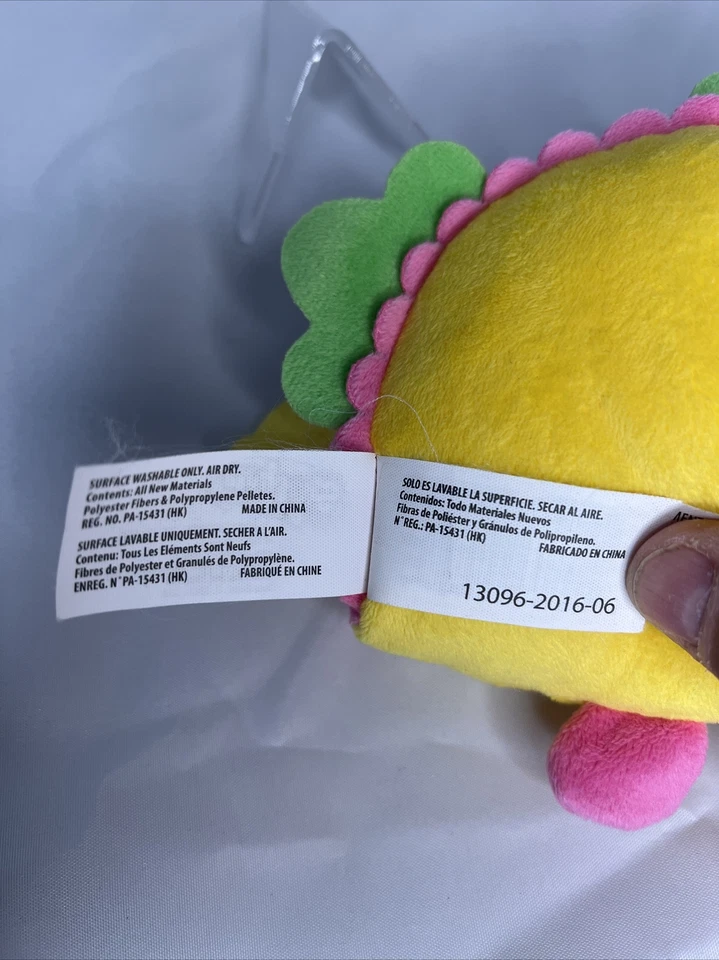 SURFACE WASHABLE ONLY. AIR DRY.
Contents: All New Materials
Polyester Fibers & Polypropylene Pelletes.
REG. NO. PA-15431 (HK) MADE IN CHINA
SURFACE LAVABLE UNIQUEMENT. SECHER A L'AIR.
Contenu: Tous Les Eléments Sont Neufs
Fibres de Polyester et Granulés de Polypropylène.
ENREG. N° PA-15431 (HK) FABRIQUÉ EN CHINE
SOLO ES LAVABLE LA SUPERFICIE. SECAR AL AIRE.
Contenidos: Todo Materiales Nuevos
Fibras de Poliéster y Gránulos de Polipropileno.
N°REG.: PA-15431 (HK)
FABRICADO EN CHINA
13096-2016-06